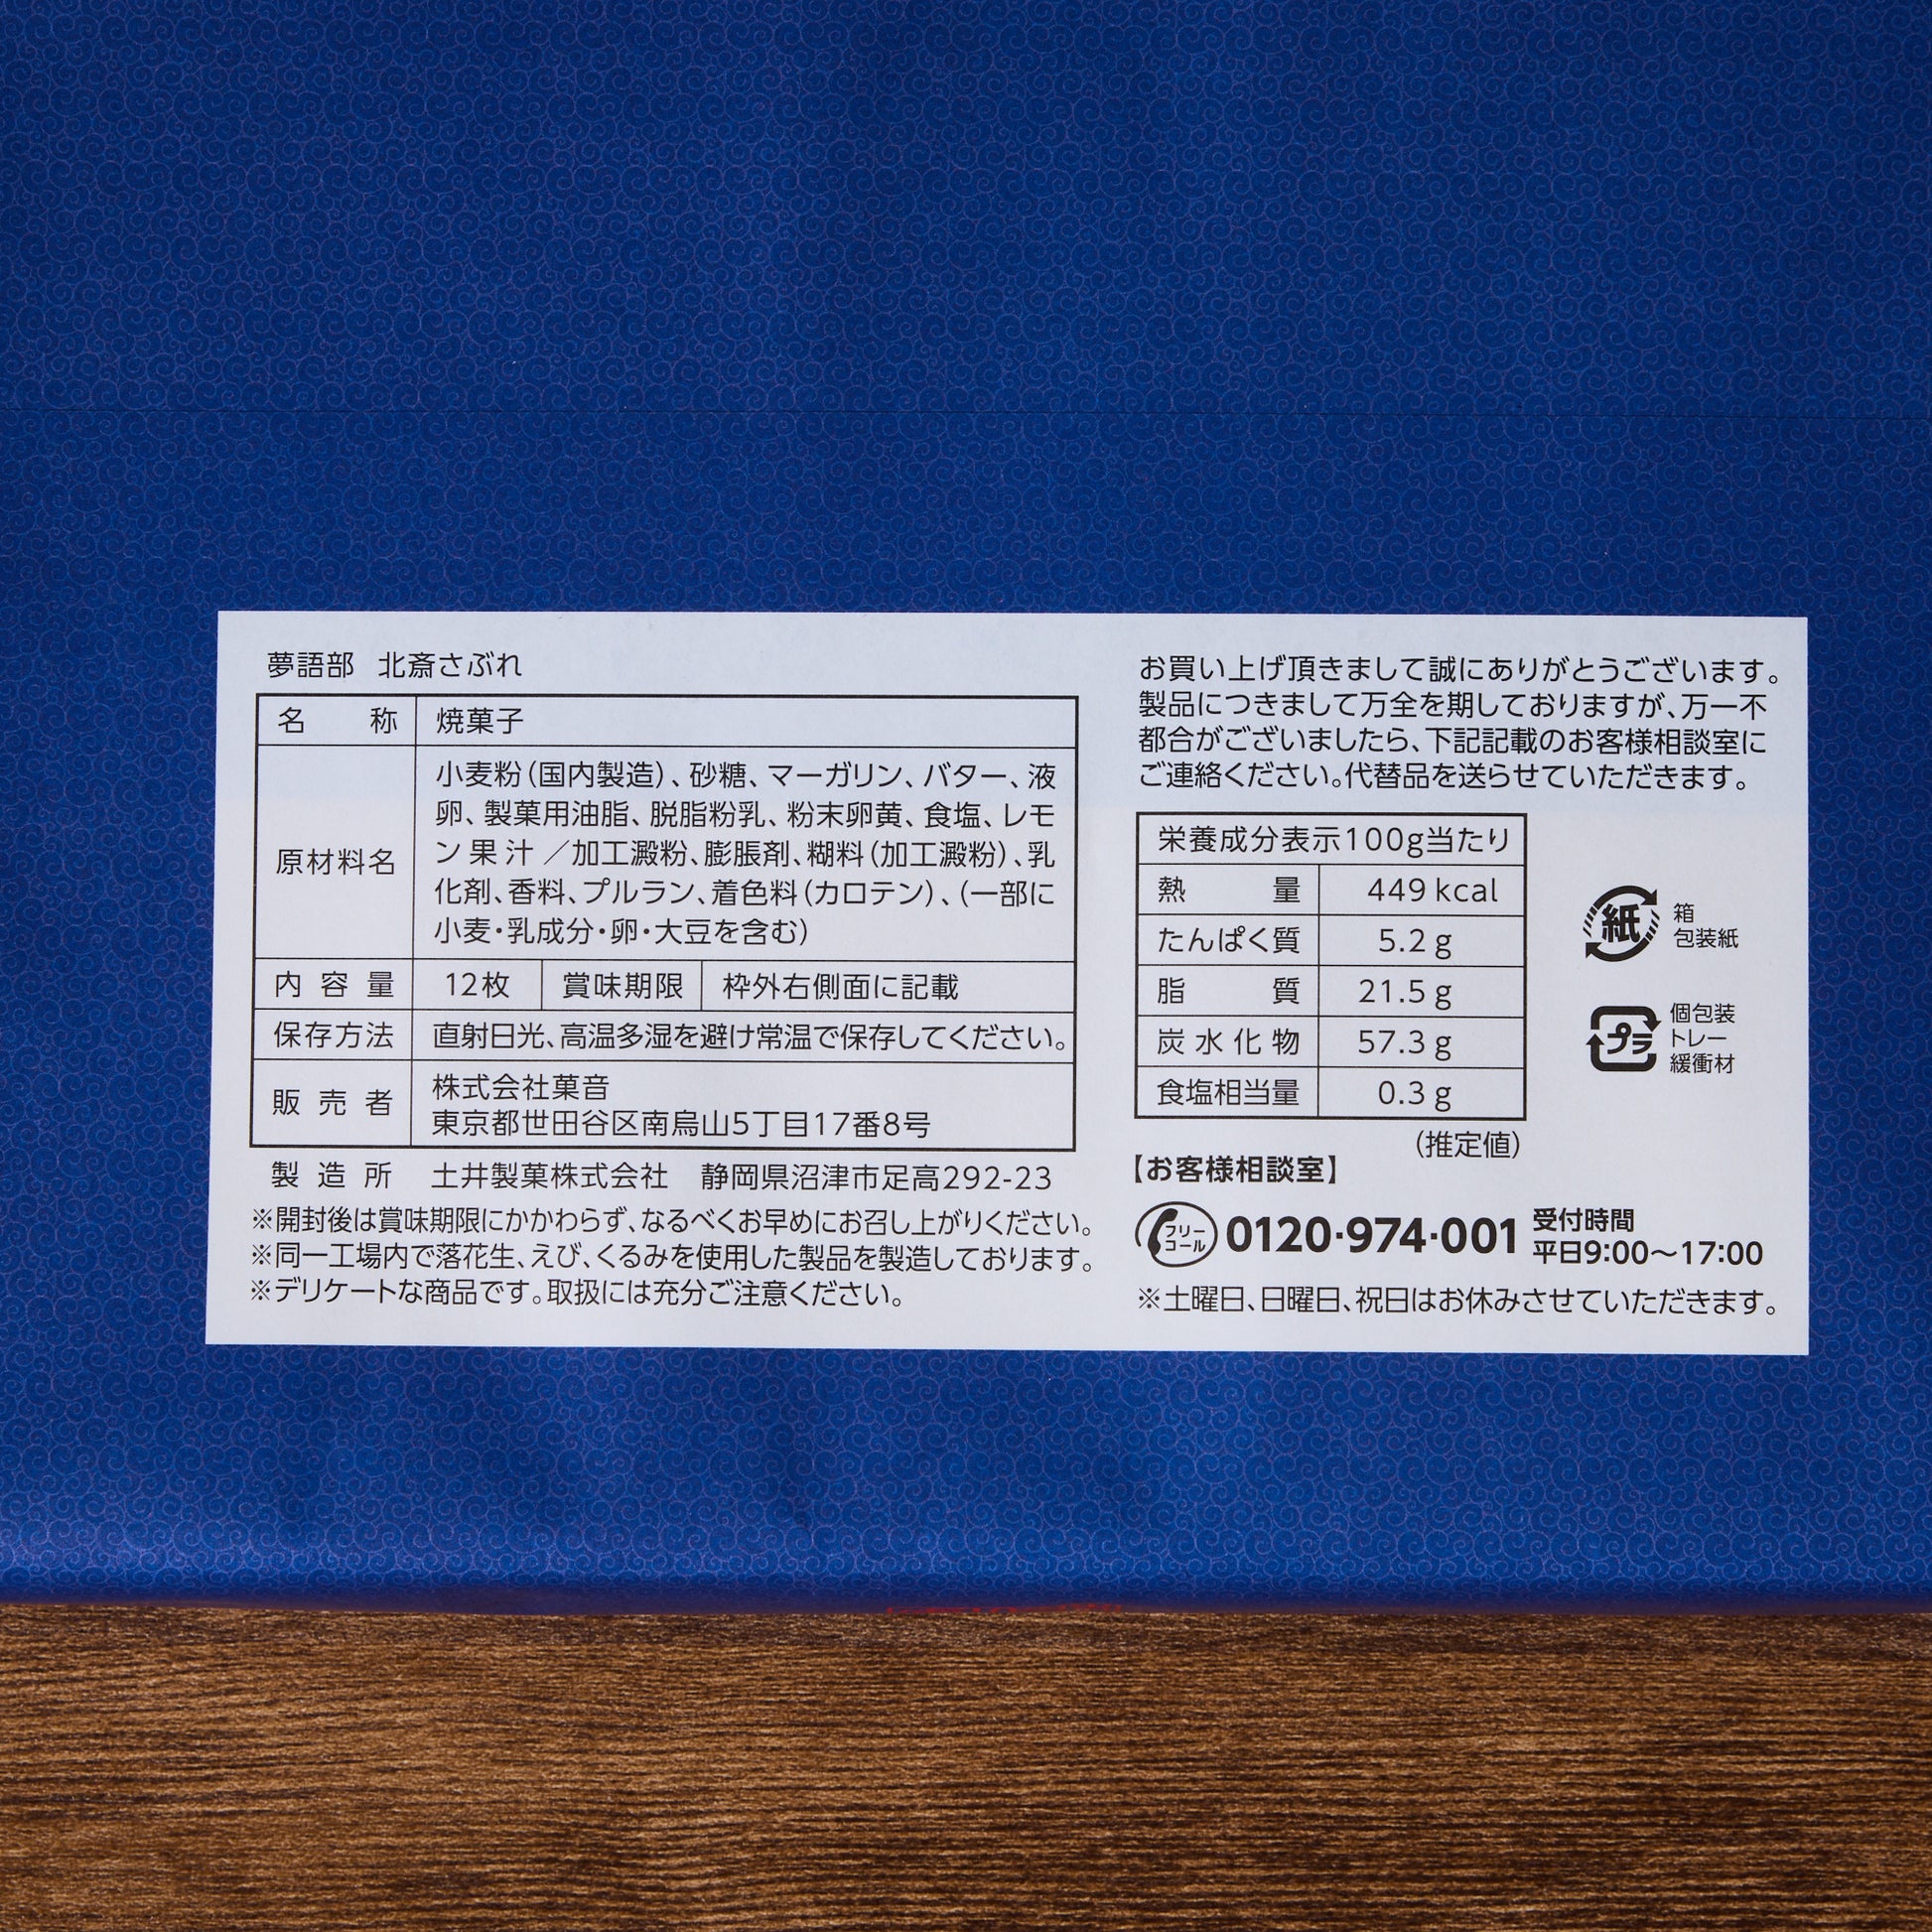 夢語部 北斎さぶれ
名称 焼菓子
原材料名 小麦粉(国内製造)、砂糖、マーガリン、バター、液
卵、製菓用油脂、脱脂粉乳、粉末卵黄、食塩、レモ
ン果汁/加工澱粉、膨脹剤、糊料(加工澱粉)、乳
化剤、香料、プルラン、着色料(カロテン)、(一部に
小麦・乳成分・卵・大豆を含む)
内容量 12枚 賞味期限 枠外右側面に記載
保存方法 直射日光、高温多湿を避け常温で保存してください。
販売者 株式会社菓音
東京都世田谷区南烏山5丁目17番8号
製造所 土井製菓株式会社 静岡県沼津市足高292-23
※開封後は賞味期限にかかわらず、なるべくお早めにお召し上がりください。
※同一工場内で落花生、えび、くるみを使用した製品を製造しております。
※デリケートな商品です。取扱には充分ご注意ください。
お買い上げ頂きまして誠にありがとうございます。
製品につきまして万全を期しておりますが、万一不
都合がございましたら、下記記載のお客様相談室に
ご連絡ください。代替品を送らせていただきます。
栄養成分表示100g当たり
熱量 449kcal
たんぱく質 5.2g
脂質 21.5g
炭水化物 57.3g
食塩相当量 0.3g
(推定値)
紙 箱
包装紙
プラ 個包装
トレー
緩衝材
【お客様相談室】
フリーコール 0120・974・001 受付時間
平日9:00〜17:00
※土曜日、日曜日、祝日はお休みさせていただきます。